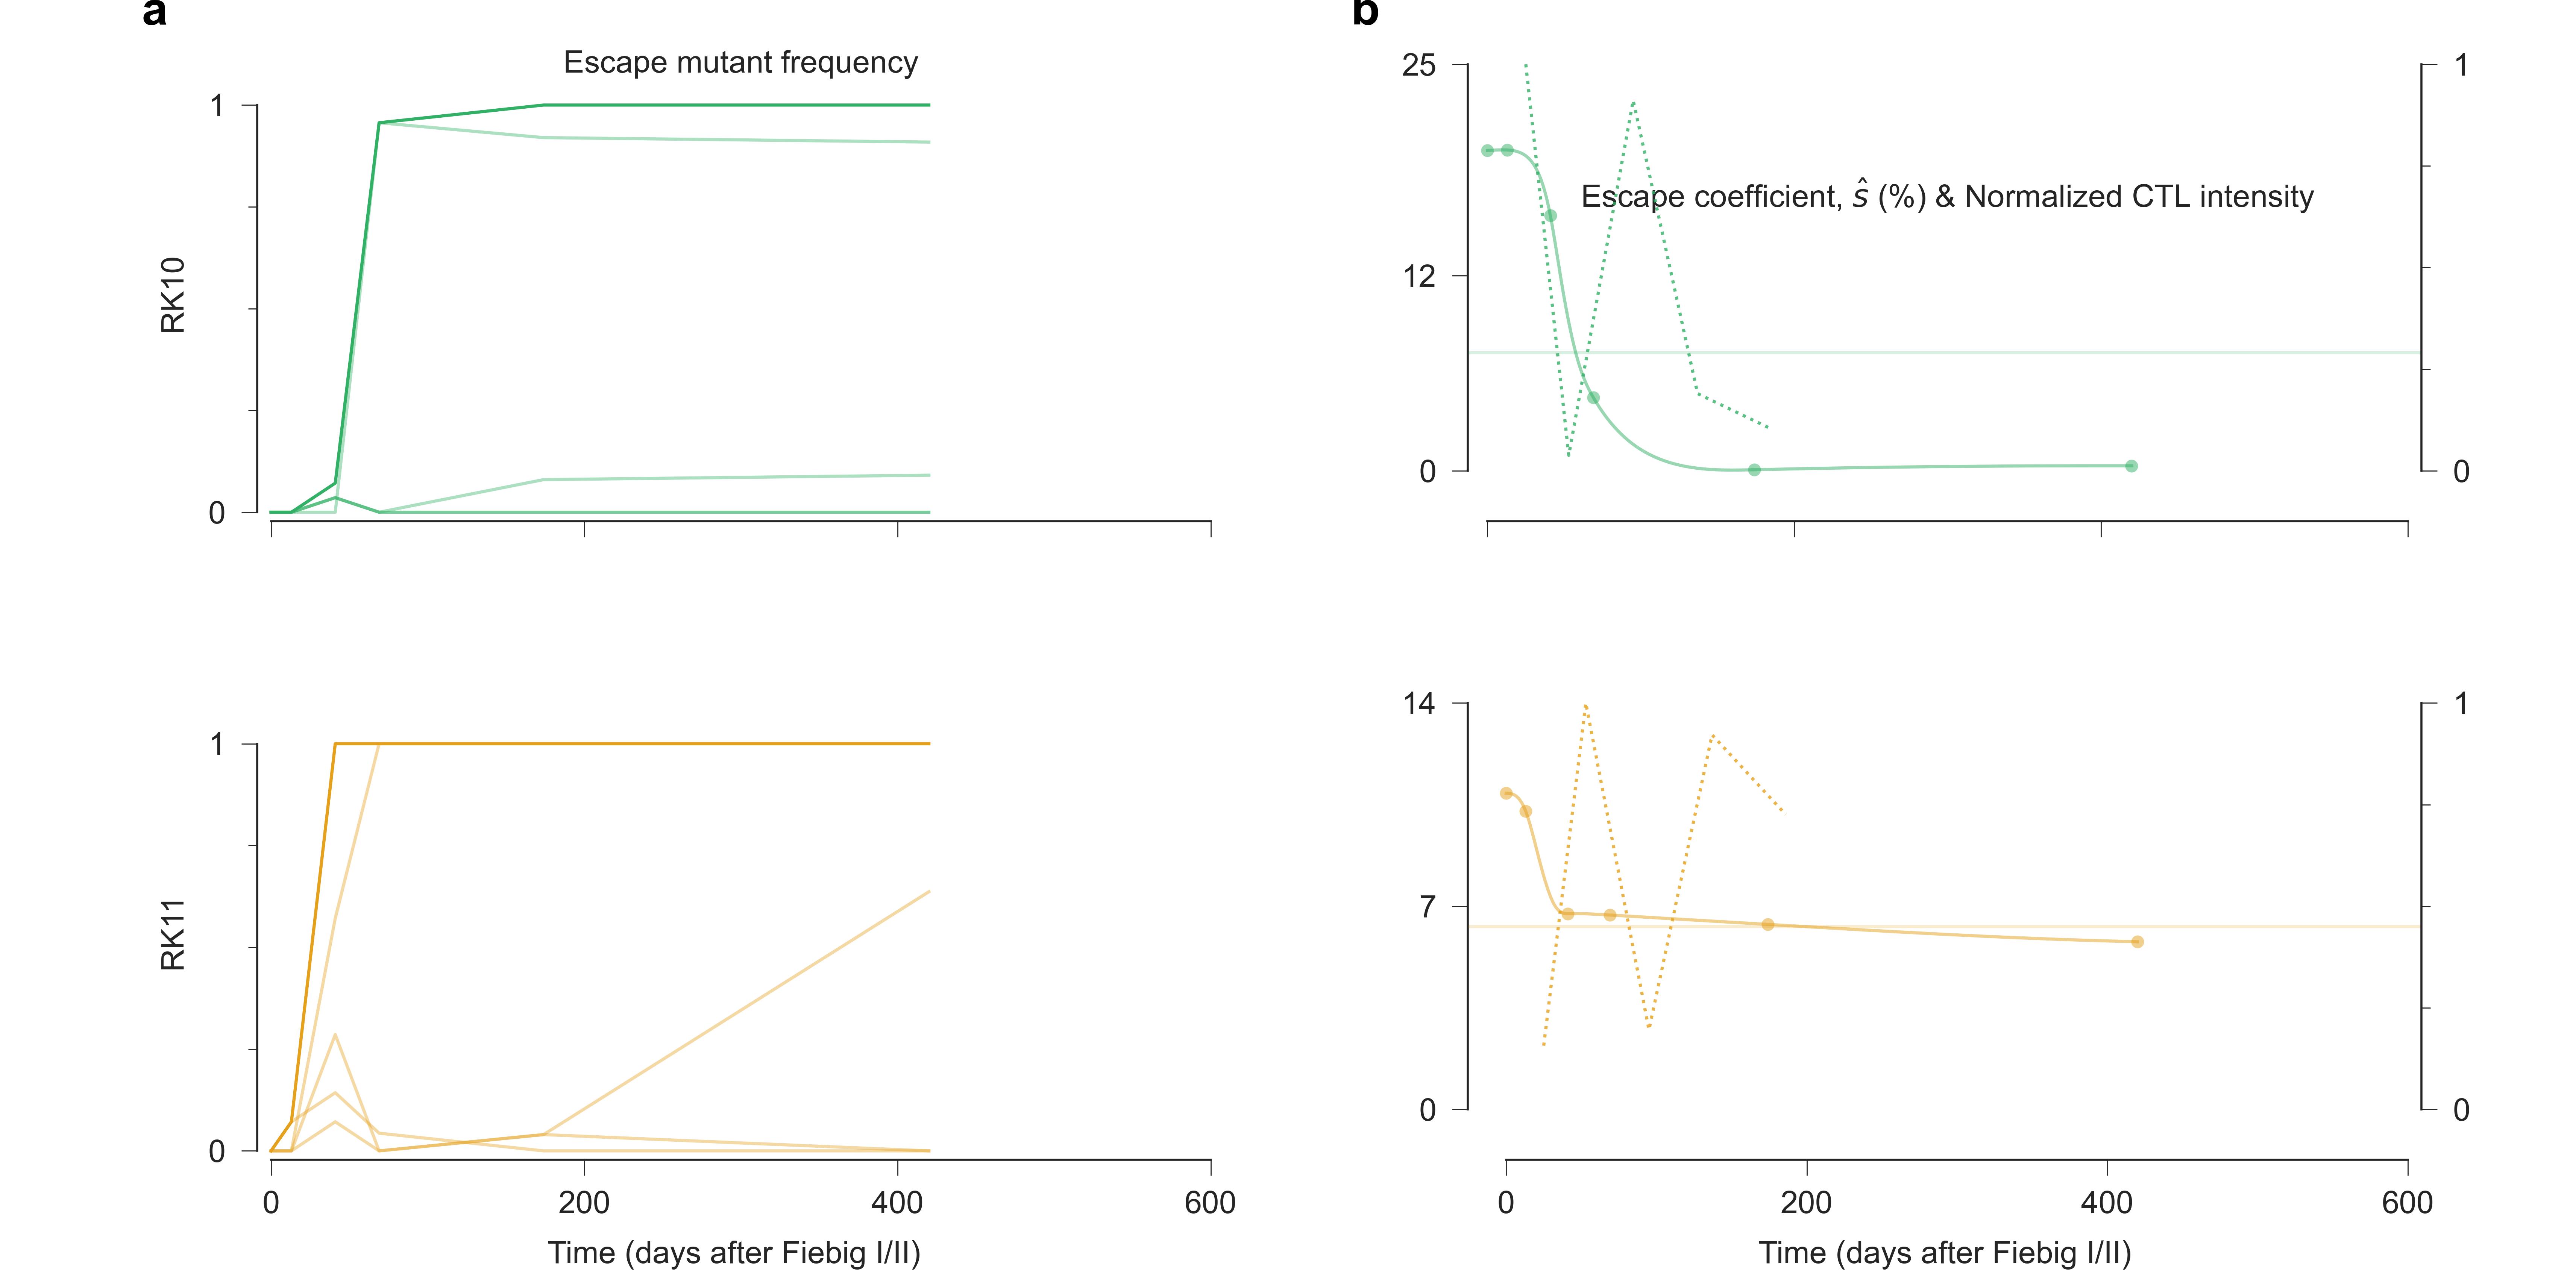 a
Escape mutant frequency
1
0
RK10
b
25
12
0
1
0
Escape coefficient, ŝ (%) & Normalized CTL intensity
1
0
RK11
0 200 400 600
Time (days after Fiebig I/II)
14
7
0
1
0
0 200 400 600
Time (days after Fiebig I/II)